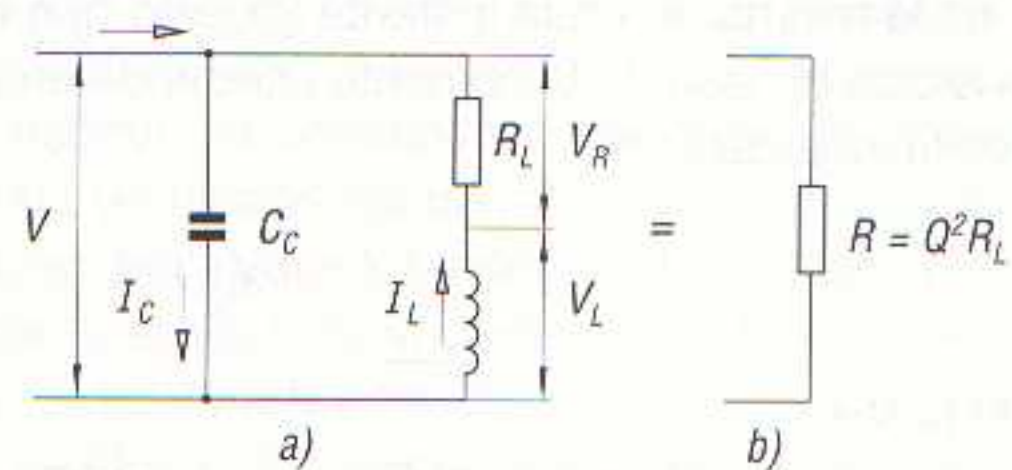 R_L V_R
V C_C = R = Q²R_L
I_C I_L V_L
a) b)